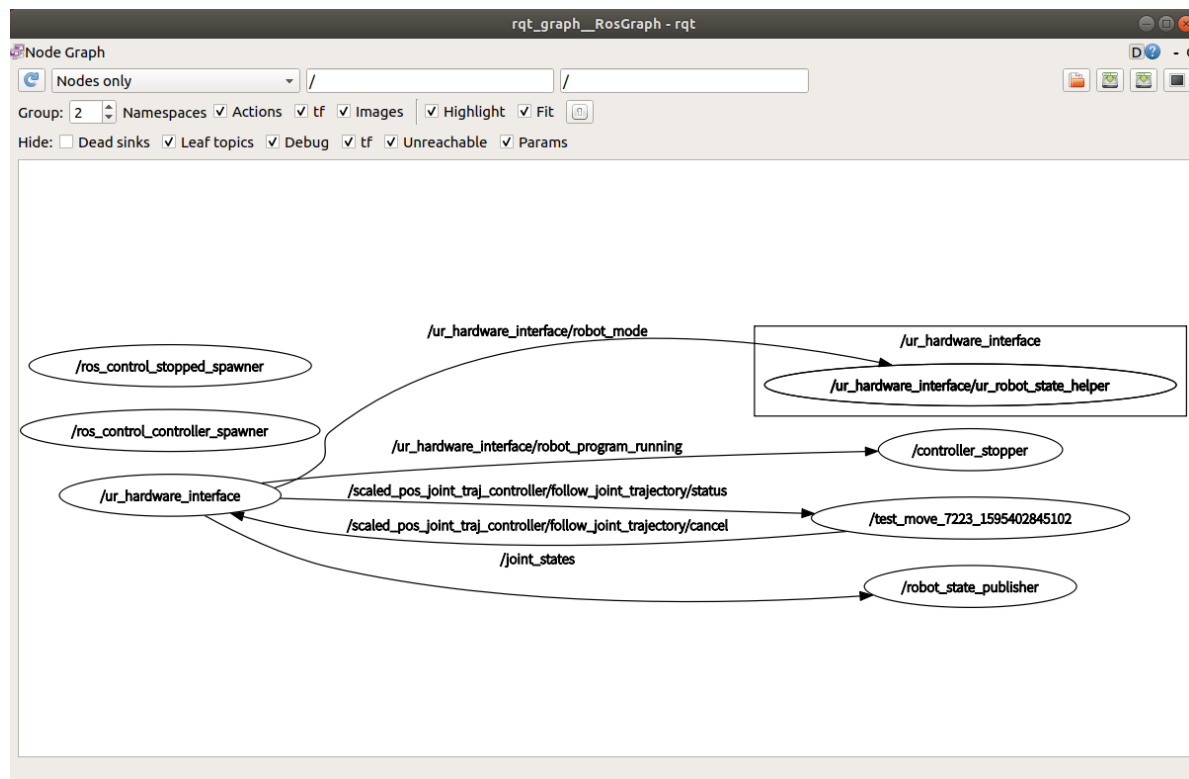 rqt_graph__RosGraph - rqt
Node Graph
D ? -
Nodes only / /
Group: 2 Namespaces Actions tf Images Highlight Fit
Hide: Dead sinks Leaf topics Debug tf Unreachable Params
/ur_hardware_interface/robot_mode
/ur_hardware_interface
/ros_control_stopped_spawner
/ur_hardware_interface/ur_robot_state_helper
/ros_control_controller_spawner
/ur_hardware_interface/robot_program_running
/controller_stopper
/ur_hardware_interface
/scaled_pos_joint_traj_controller/follow_joint_trajectory/status
/test_move_7223_1595402845102
/scaled_pos_joint_traj_controller/follow_joint_trajectory/cancel
/joint_states
/robot_state_publisher